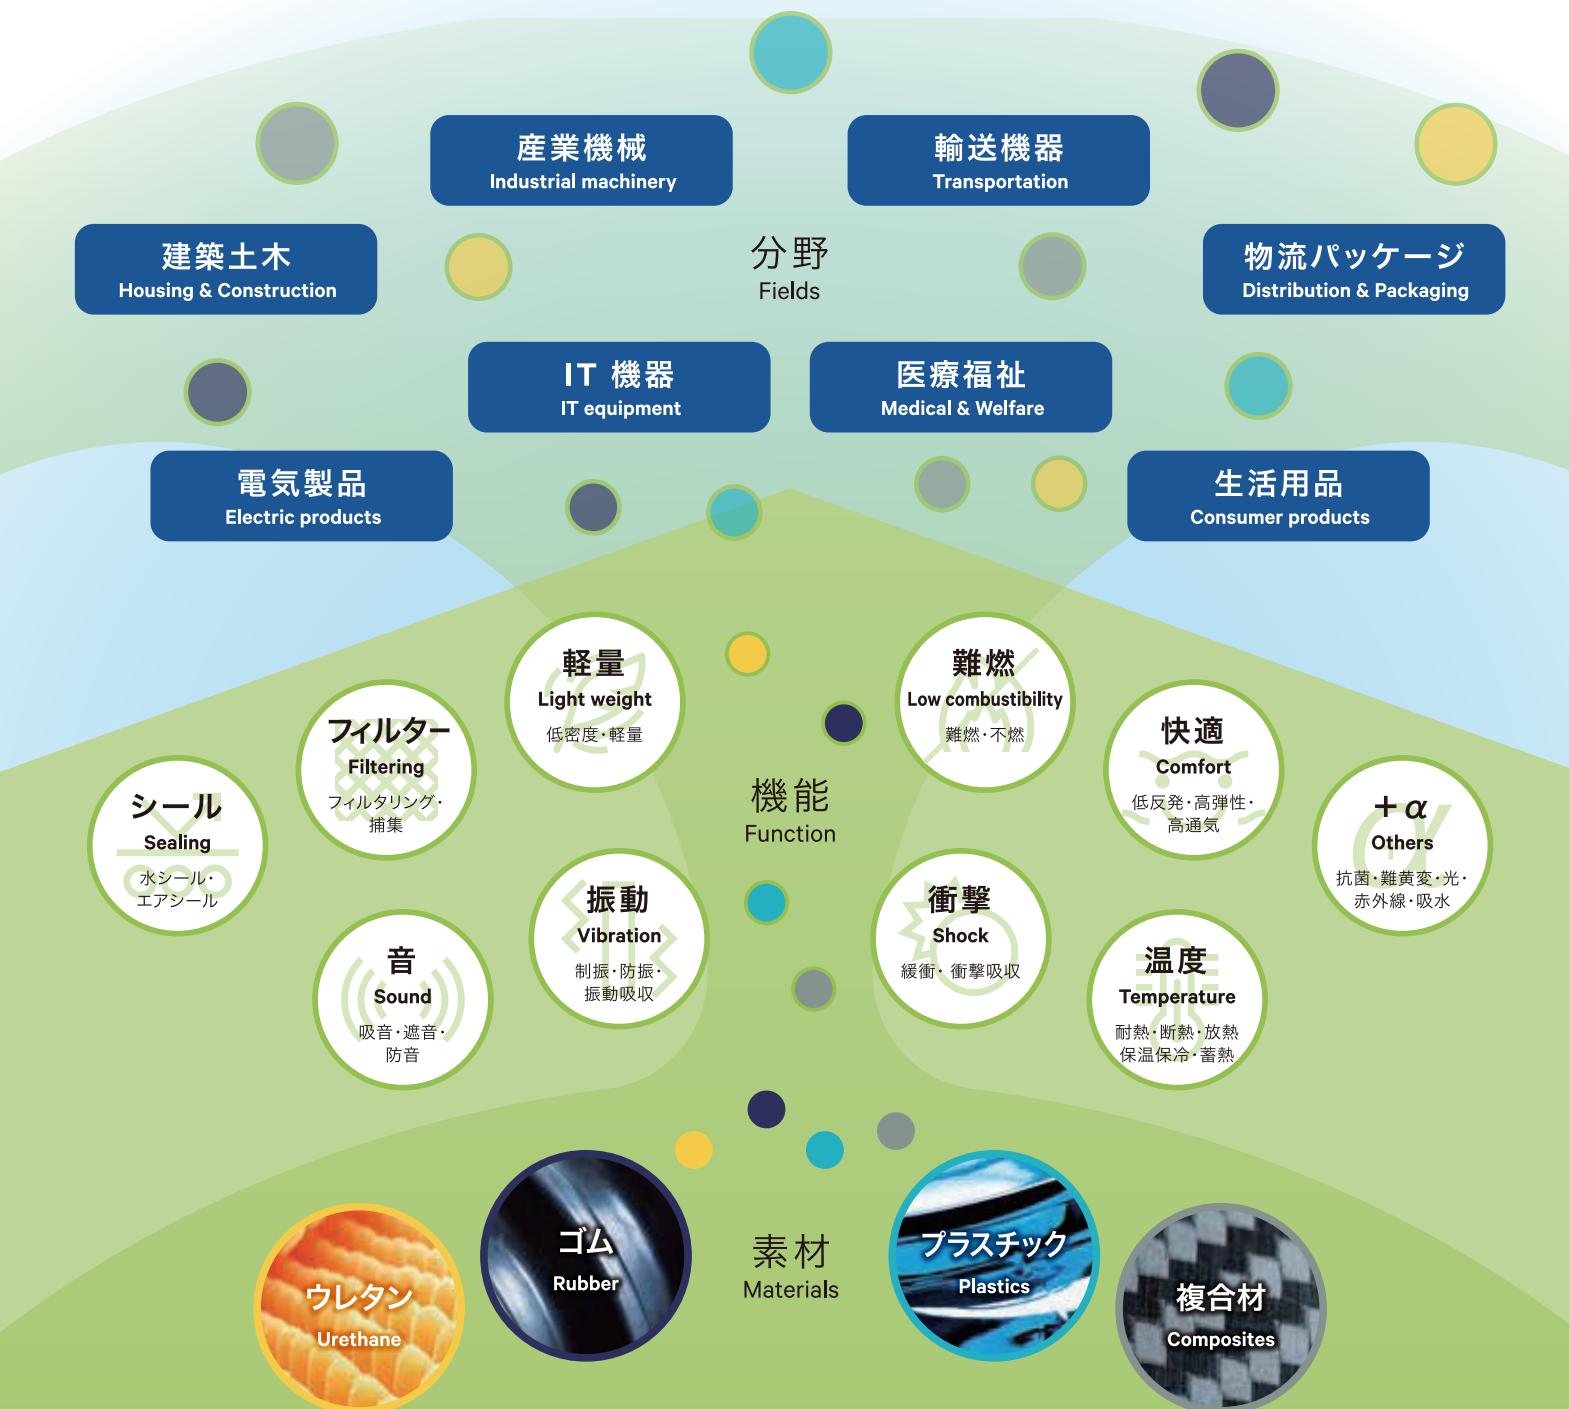 産業機械
Industrial machinery
輸送機器
Transportation
建築土木
Housing & Construction
分野
Fields
物流パッケージ
Distribution & Packaging
IT 機器
IT equipment
医療福祉
Medical & Welfare
電気製品
Electric products
生活用品
Consumer products
軽量
Light weight
低密度・軽量
難燃
Low combustibility
難燃・不燃
フィルター
Filtering
フィルタリング・
捕集
快適
Comfort
低反発・高弾性・
高通気
シール
Sealing
水シール・
エアシール
機能
Function
+α
Others
抗菌・難黄変・光・
赤外線・吸水
振動
Vibration
制振・防振・
振動吸収
衝撃
Shock
緩衝・衝撃吸収
音
Sound
吸音・遮音・
防音
温度
Temperature
耐熱・断熱・放熱
保温保冷・蓄熱
ゴム
Rubber
素材
Materials
プラスチック
Plastics
ウレタン
Urethane
複合材
Composites